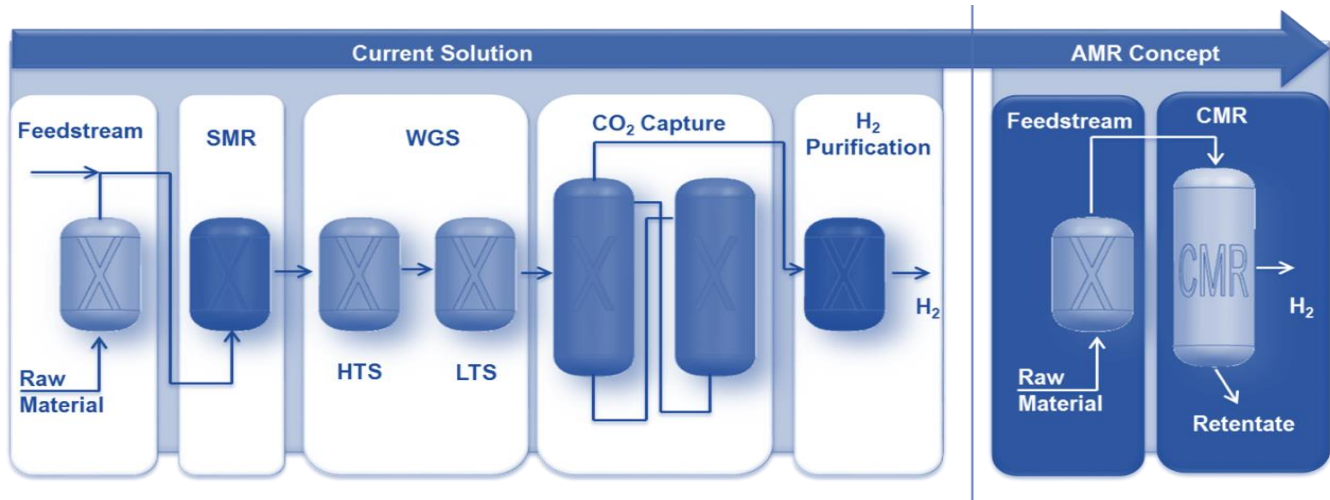 Current Solution
AMR Concept
Feedstream
SMR
WGS
CO₂ Capture
H₂
Purification
HTS
LTS
Raw
Material
H₂
Feedstream
CMR
CMR
Raw
Material
H₂
Retentate